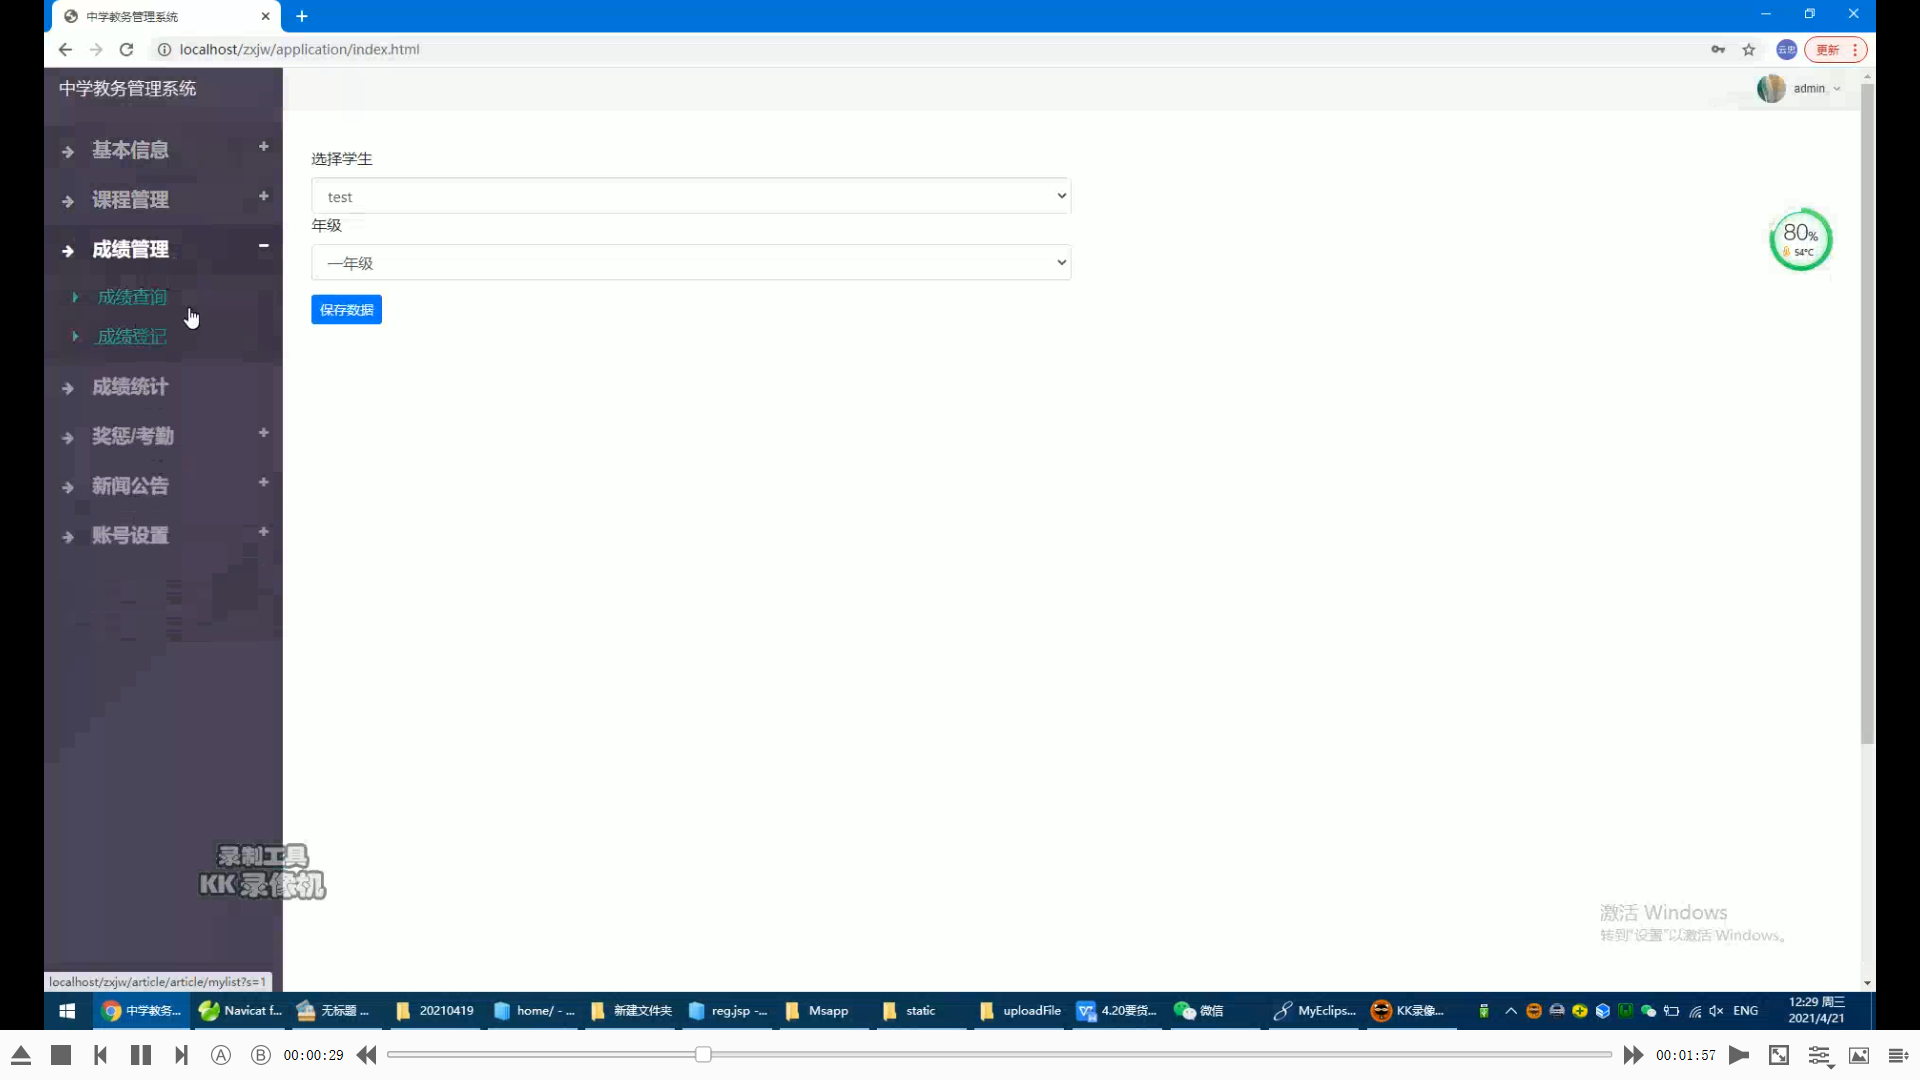 中学教务管理系统
localhost/zxjw/application/index.html
云忠
更新
中学教务管理系统
admin
基本信息
课程管理
成绩管理
成绩查询
成绩登记
成绩统计
奖惩/考勤
新闻公告
账号设置
选择学生
test
年级
一年级
保存数据
80%
54°C
录制工具
KK 录像机
激活 Windows
转到"设置"以激活 Windows。
localhost/zxjw/article/article/mylist?s=1
中学教务...
Navicat f...
无标题 ...
20210419
home/ - ...
新建文件夹
reg.jsp -...
Msapp
static
uploadFile
4.20要货...
微信
MyEclips...
KK录像...
ENG
12:29 周三
2021/4/21
A
B
00:00:29
00:01:57